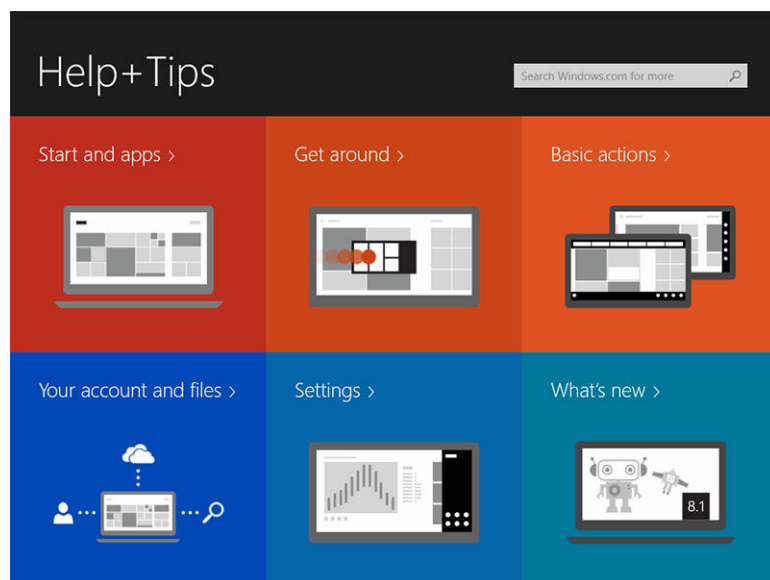 Help+Tips
Search Windows.com for more
Start and apps >
Get around >
Basic actions >
Your account and files >
Settings >
What's new >
8.1